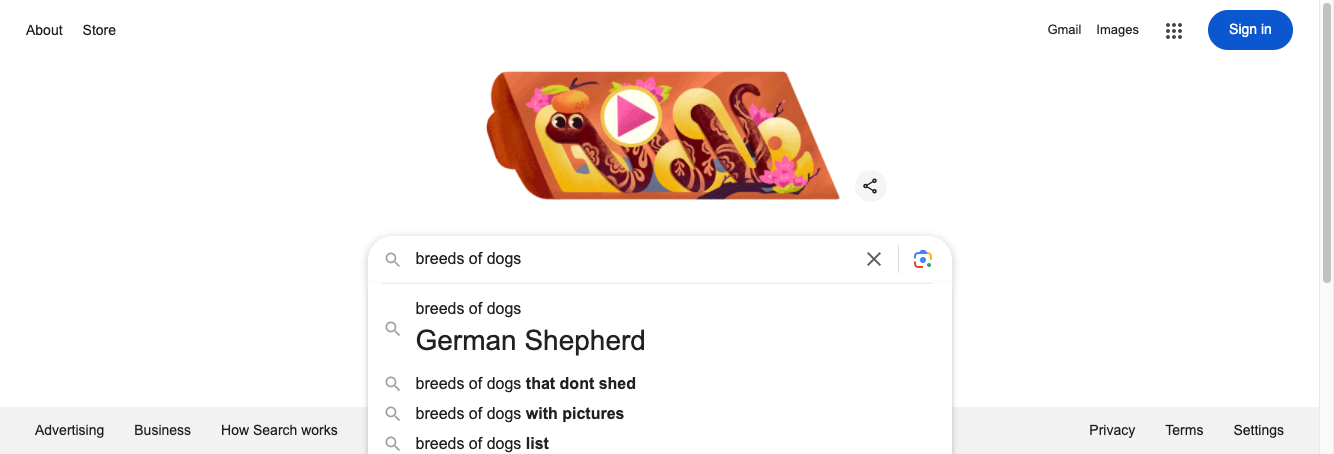 About Store
Gmail Images Sign in
breeds of dogs
breeds of dogs
German Shepherd
breeds of dogs that dont shed
breeds of dogs with pictures
breeds of dogs list
Advertising Business How Search works
Privacy Terms Settings